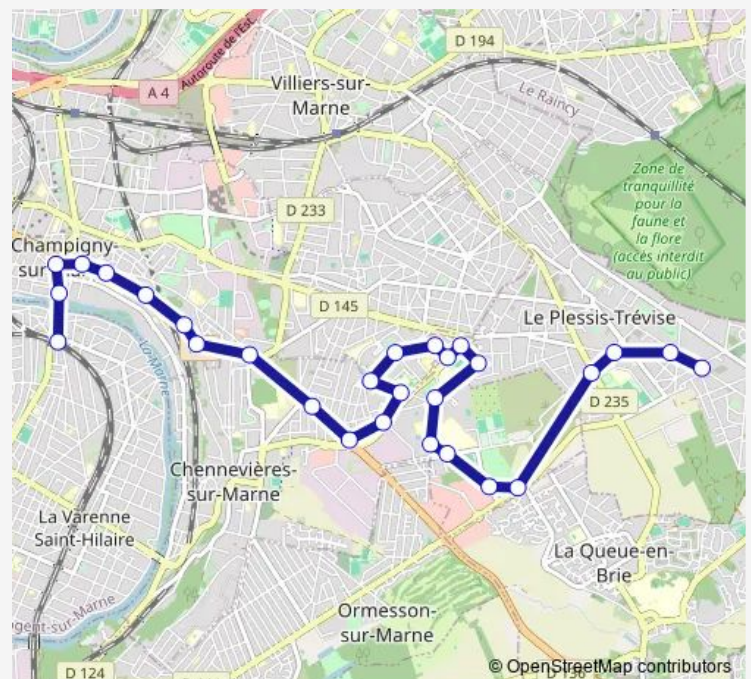 D 194
Autoroute de l'Est
A 4
Villiers-sur-
Marne
Le Raincy
Zone de
tranquillité
pour la
faune et
la flore
(accès interdit
au public)
D 233
Champigny-
sur
D 145
Le Plessis-Trévise
La Marne
D 235
Chennevières-
sur-Marne
La Varenne
Saint-Hilaire
La Queue-en-
Brie
Ormesson-
sur-Marne
gent-sur-Marne
D 124
© OpenStreetMap contributors